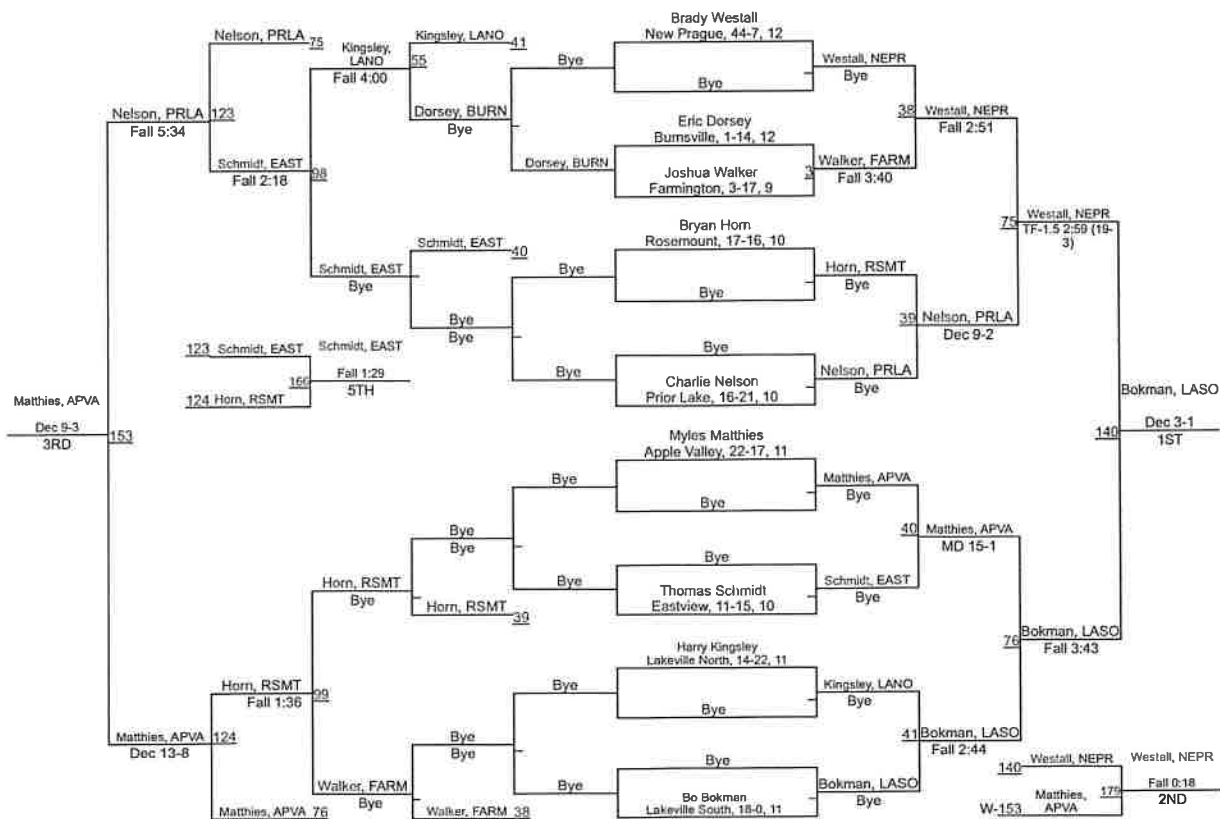 Brady Westall
New Prague, 44-7, 12
Bye
Eric Dorsey
Burnsville, 1-14, 12
Joshua Walker
Farmington, 3-17, 9
3
Bryan Horn
Rosemount, 17-16, 10
Bye
Bye
Charlie Nelson
Prior Lake, 16-21, 10
Myles Matthies
Apple Valley, 22-17, 11
Bye
Bye
Thomas Schmidt
Eastview, 11-15, 10
Harry Kingsley
Lakeville North, 14-22, 11
Bye
Bye
Bo Bokman
Lakeville South, 18-0, 11
Westall, NEPR
Bye
Walker, FARM
Fall 3:40
38
Westall, NEPR
Fall 2:51
Horn, RSMT
Bye
Nelson, PRLA
Bye
39
Nelson, PRLA
Dec 9-2
75
Westall, NEPR
TF-1.5 2:59 (19-
3)
Matthies, APVA
Bye
Schmidt, EAST
Bye
40
Matthies, APVA
MD 15-1
Kingsley, LANO
Bye
Bokman, LASO
Bye
41
Bokman, LASO
Fall 2:44
76
Bokman, LASO
Fall 3:43
140
Bokman, LASO
Dec 3-1
1ST
Bye
Dorsey, BURN
Kingsley, LANO
41
Dorsey, BURN
Bye
Kingsley,
LANO
Fall 4:00
55
Bye
Bye
Schmidt, EAST
40
Bye
Bye
Schmidt, EAST
Bye
98
Schmidt, EAST
Fall 2:18
Nelson, PRLA
75
Nelson, PRLA
Fall 5:34
123
123
Schmidt, EAST
124
Horn, RSMT
166
Schmidt, EAST
Fall 1:29
5TH
Matthies, APVA
Dec 9-3
3RD
153
Bye
Bye
Bye
Bye
Horn, RSMT
39
Horn, RSMT
Bye
Bye
Bye
Bye
Bye
Walker, FARM
38
Walker, FARM
Bye
99
Horn, RSMT
Fall 1:36
Matthies, APVA
76
124
Matthies, APVA
Dec 13-8
140
Westall, NEPR
W-153
Matthies,
APVA
179
Westall, NEPR
Fall 0:18
2ND